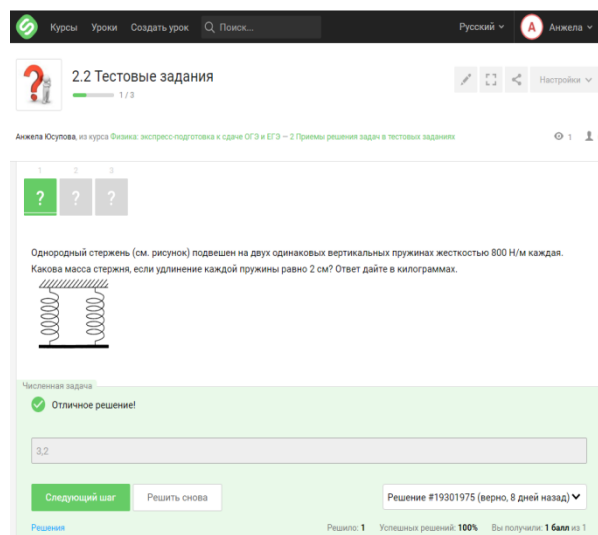 Курсы Уроки Создать урок Поиск... Русский А Анжела
2.2 Тестовые задания
1 / 3
Настройки
Анжела Юсупова, из курса Физика: экспресс-подготовка к сдаче ОГЭ и ЕГЭ — 2 Приемы решения задач в тестовых заданиях
1
1 2 3
? ? ?
Однородный стержень (см. рисунок) подвешен на двух одинаковых вертикальных пружинах жесткостью 800 Н/м каждая.
Какова масса стержня, если удлинение каждой пружины равно 2 см? Ответ дайте в килограммах.
Численная задача
Отличное решение!
3,2
Следующий шаг Решить снова Решение #19301975 (верно, 8 дней назад)
Решения Решило: 1 Успешных решений: 100% Вы получили: 1 балл из 1